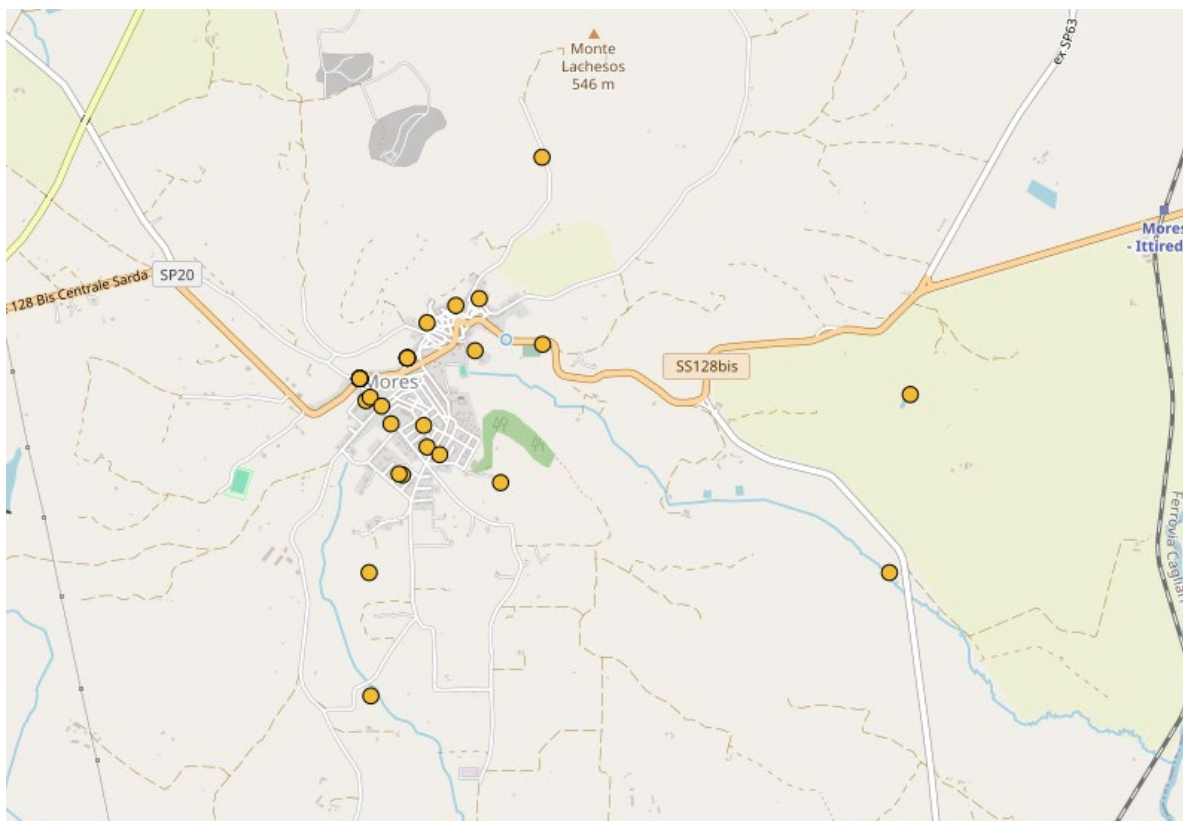 Monte
Lachesos
546 m
ex SP63
Mores
- Ittired
SP20
128 Bis Centrale Sarda
SS128bis
Mores
Ferrovia Cagliari